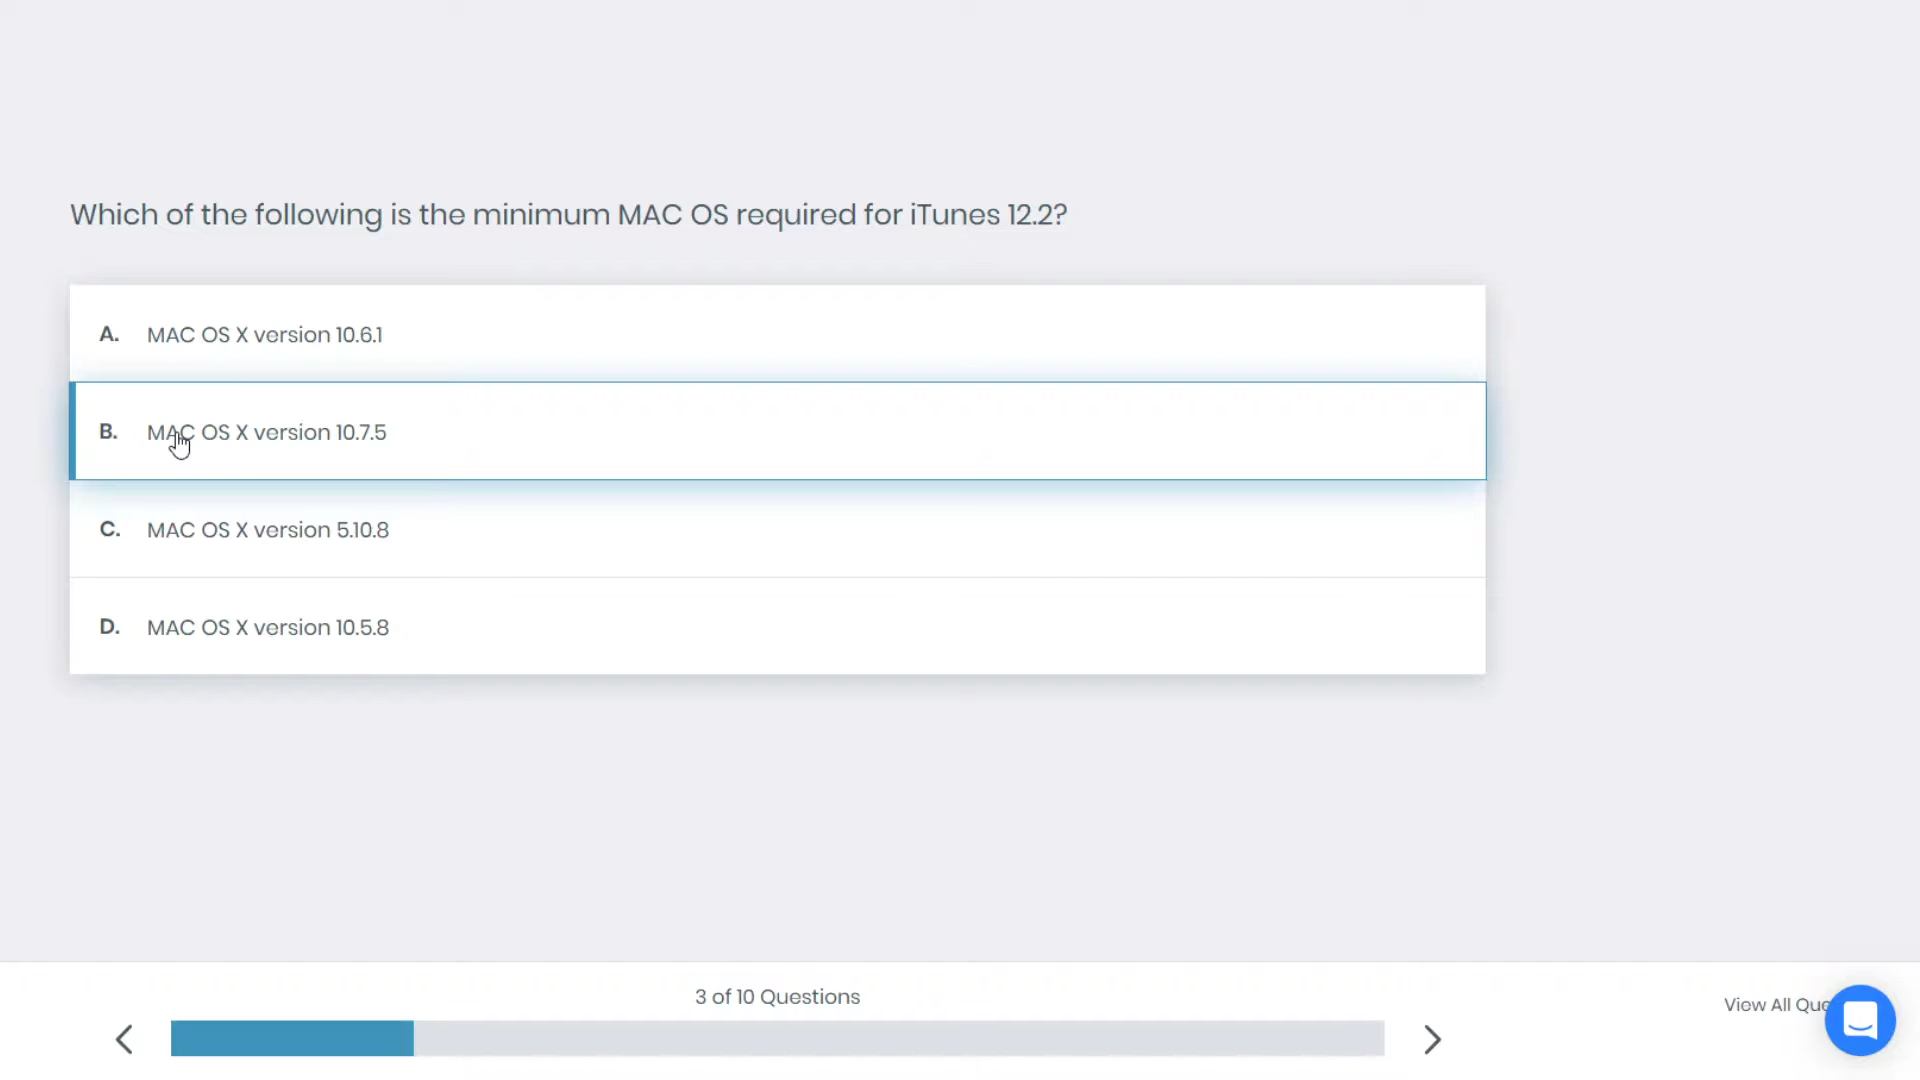 Which of the following is the minimum MAC OS required for iTunes 12.2?
A. MAC OS X version 10.6.1
B. MAC OS X version 10.7.5
C. MAC OS X version 5.10.8
D. MAC OS X version 10.5.8
3 of 10 Questions
View All Que